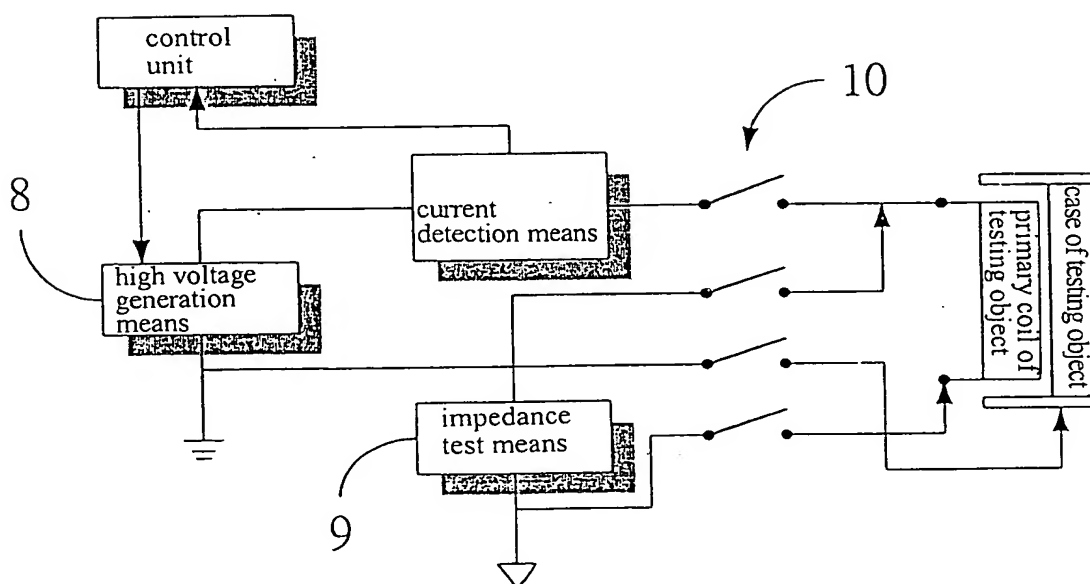 control
unit
10
8
current
detection means
high voltage
generation
means
primary coil of
testing object
case of testing object
impedance
test means
9